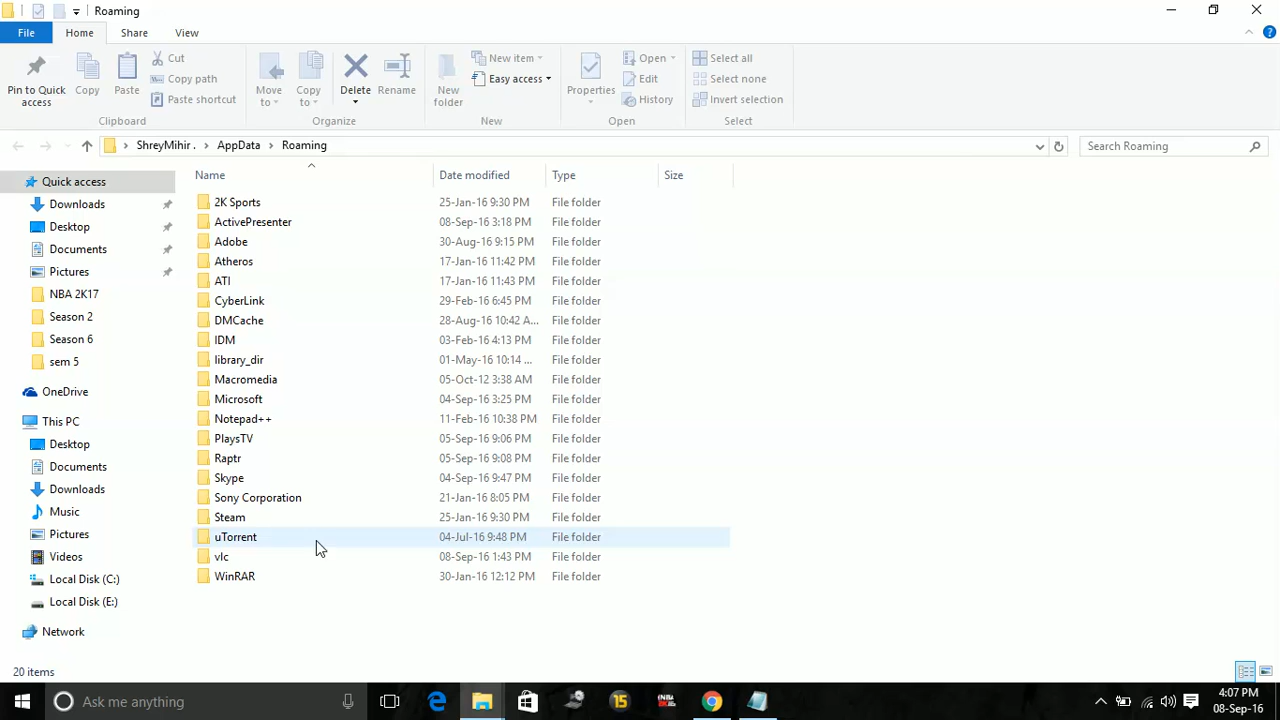 Roaming
File Home Share View
Pin to Quick access
Copy
Paste
Cut
Copy path
Paste shortcut
Clipboard
Move to
Copy to
Delete
Rename
Organize
New folder
New item
Easy access
New
Properties
Open
Edit
History
Open
Select all
Select none
Invert selection
Select
ShreyMihir . AppData Roaming
Search Roaming
Name Date modified Type Size
2K Sports 25-Jan-16 9:30 PM File folder
ActivePresenter 08-Sep-16 3:18 PM File folder
Adobe 30-Aug-16 9:15 PM File folder
Atheros 17-Jan-16 11:42 PM File folder
ATI 17-Jan-16 11:43 PM File folder
CyberLink 29-Feb-16 6:45 PM File folder
DMCache 28-Aug-16 10:42 A... File folder
IDM 03-Feb-16 4:13 PM File folder
library_dir 01-May-16 10:14 ... File folder
Macromedia 05-Oct-12 3:38 AM File folder
Microsoft 04-Sep-16 3:25 PM File folder
Notepad++ 11-Feb-16 10:38 PM File folder
PlaysTV 05-Sep-16 9:06 PM File folder
Raptr 05-Sep-16 9:08 PM File folder
Skype 04-Sep-16 9:47 PM File folder
Sony Corporation 21-Jan-16 8:05 PM File folder
Steam 25-Jan-16 9:30 PM File folder
uTorrent 04-Jul-16 9:48 PM File folder
vlc 08-Sep-16 1:43 PM File folder
WinRAR 30-Jan-16 12:12 PM File folder
Quick access
Downloads
Desktop
Documents
Pictures
NBA 2K17
Season 2
Season 6
sem 5
OneDrive
This PC
Desktop
Documents
Downloads
Music
Pictures
Videos
Local Disk (C:)
Local Disk (E:)
Network
20 items
Ask me anything
15
4:07 PM
08-Sep-16